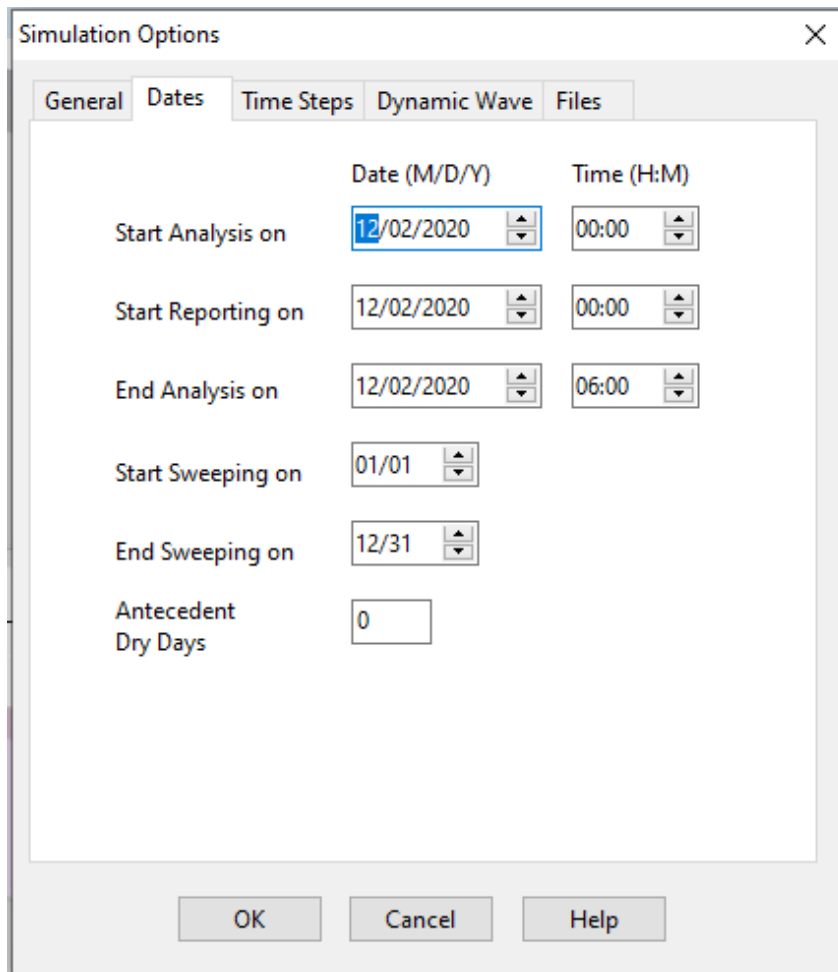 Simulation Options
General Dates Time Steps Dynamic Wave Files
Date (M/D/Y) Time (H:M)
Start Analysis on 12/02/2020 00:00
Start Reporting on 12/02/2020 00:00
End Analysis on 12/02/2020 06:00
Start Sweeping on 01/01
End Sweeping on 12/31
Antecedent
Dry Days 0
OK Cancel Help